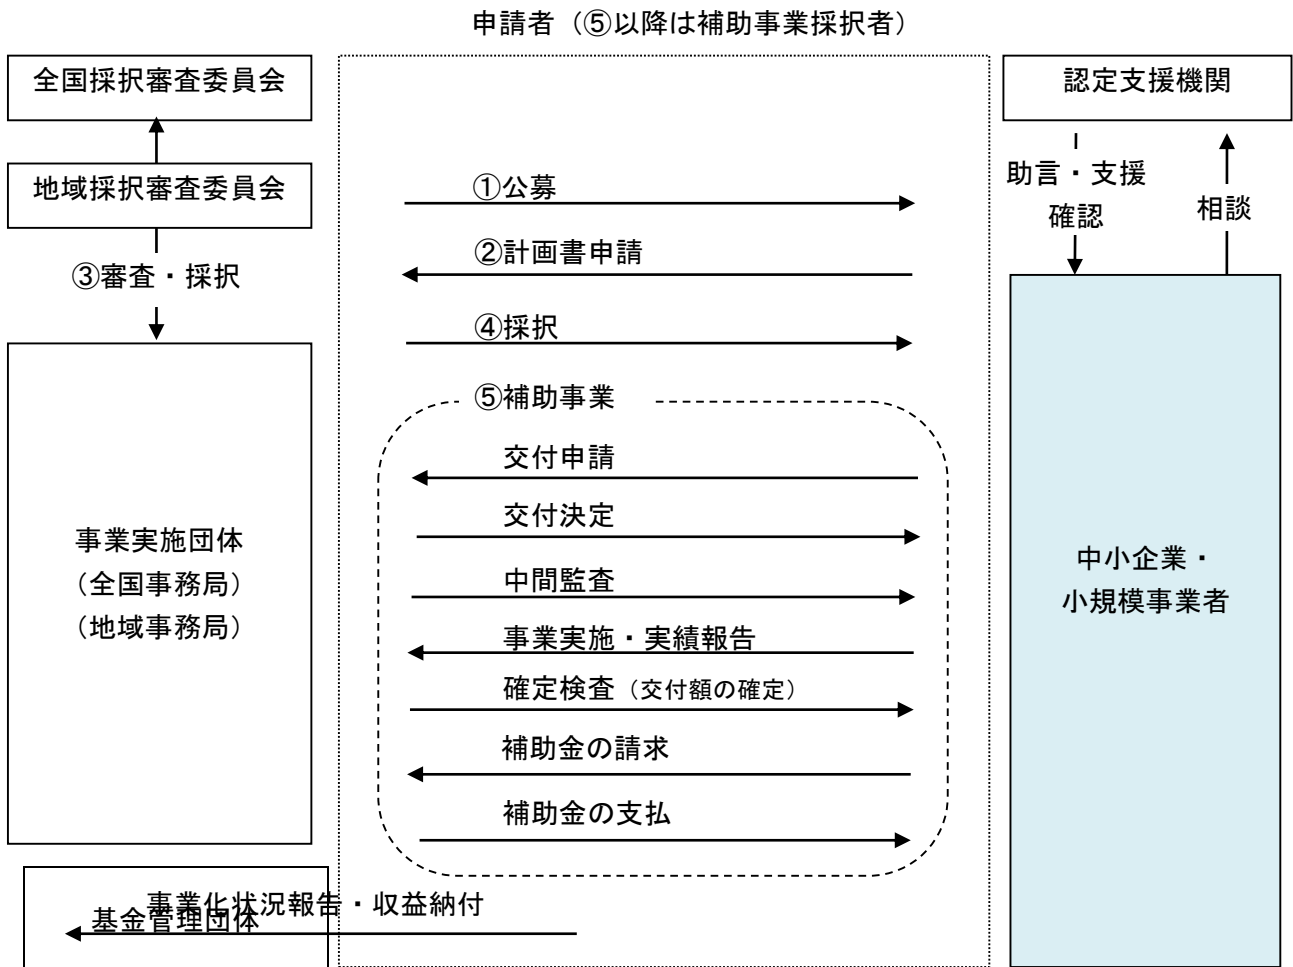 申請者（⑤以降は補助事業採択者）
全国採択審査委員会
地域採択審査委員会
③審査・採択
事業実施団体
（全国事務局）
（地域事務局）
①公募
②計画書申請
④採択
⑤補助事業
交付申請
交付決定
中間監査
事業実施・実績報告
確定検査（交付額の確定）
補助金の請求
補助金の支払
事業化状況報告・収益納付
基金管理団体
認定支援機関
助言・支援
確認
相談
中小企業・
小規模事業者